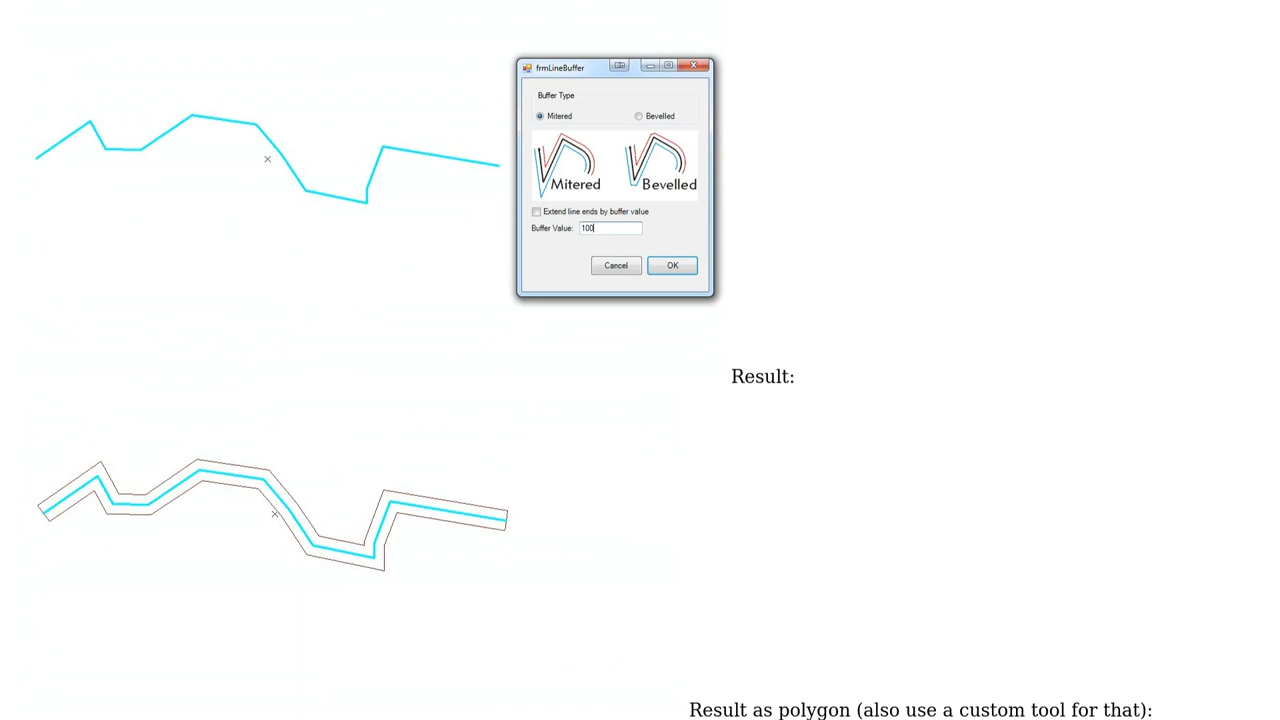 frmLineBuffer
Buffer Type
Mitered
Bevelled
Mitered
Bevelled
Extend line ends by buffer value
Buffer Value: 100
Cancel
OK
Result:
Result as polygon (also use a custom tool for that):